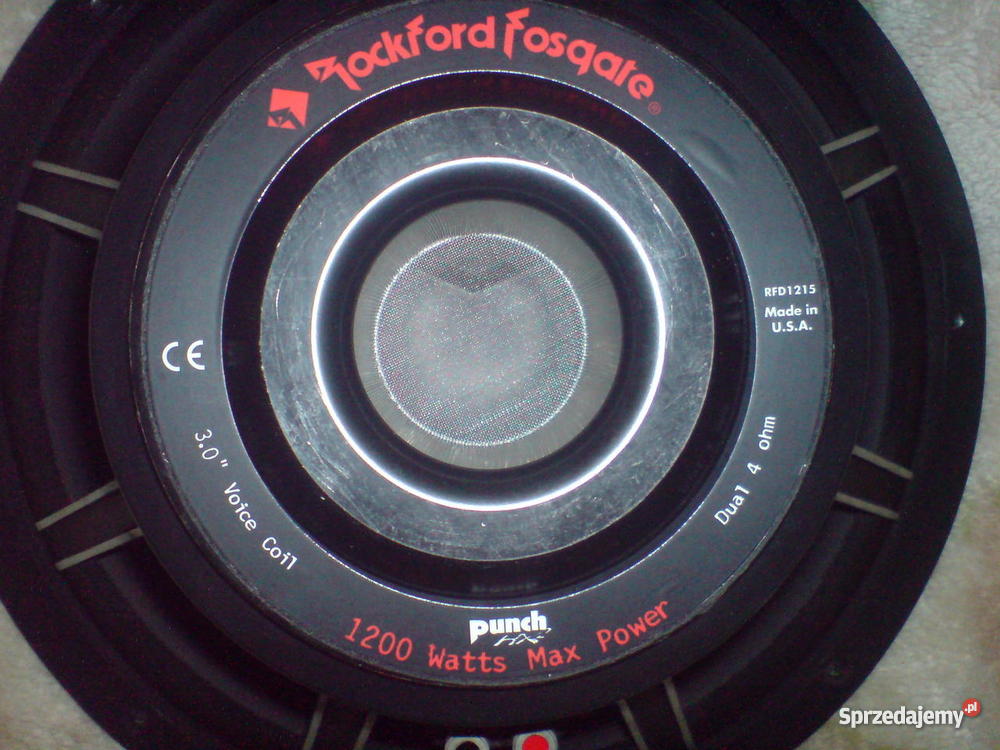 Rockford Fosgate®
RFD1215
Made in
U.S.A.
CE
3.0" Voice Coil
Dual 4 ohm
punch
HX2
1200 Watts Max Power
Sprzedajemy.pl